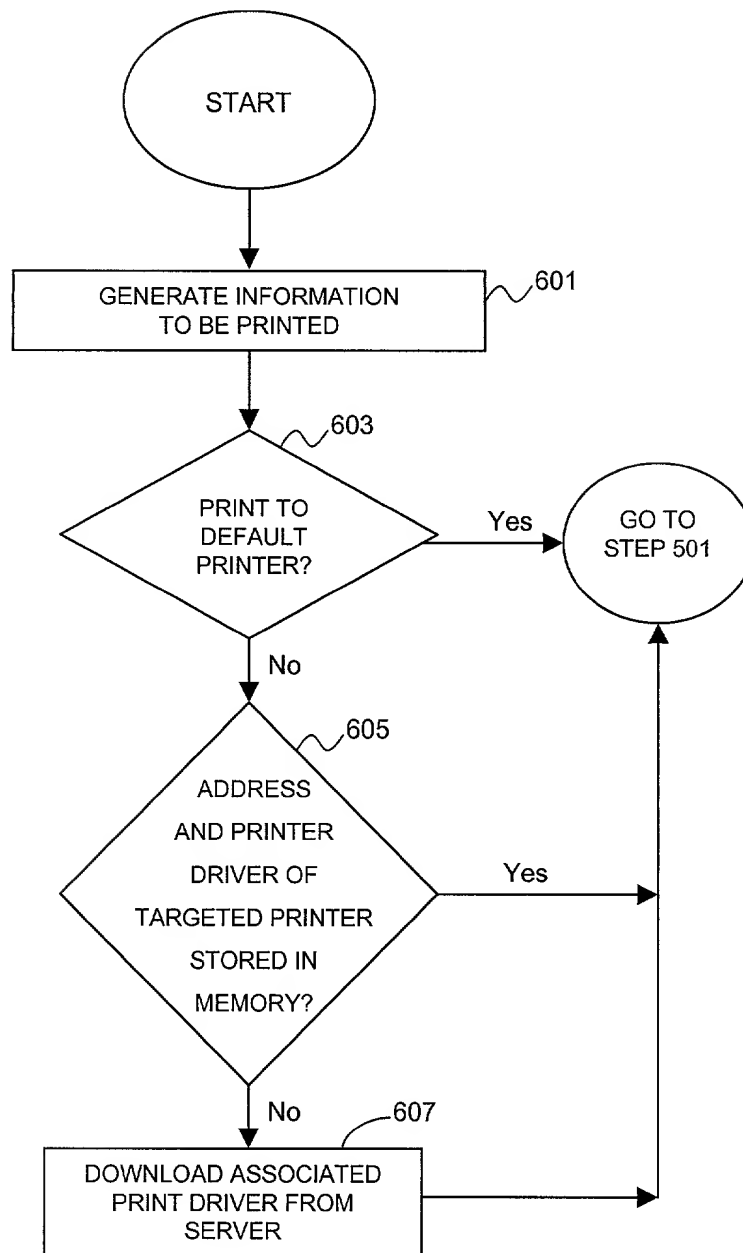 START
GENERATE INFORMATION
TO BE PRINTED
601
603
PRINT TO
DEFAULT
PRINTER?
Yes
GO TO
STEP 501
No
605
ADDRESS
AND PRINTER
DRIVER OF
TARGETED PRINTER
STORED IN
MEMORY?
Yes
No
607
DOWNLOAD ASSOCIATED
PRINT DRIVER FROM
SERVER